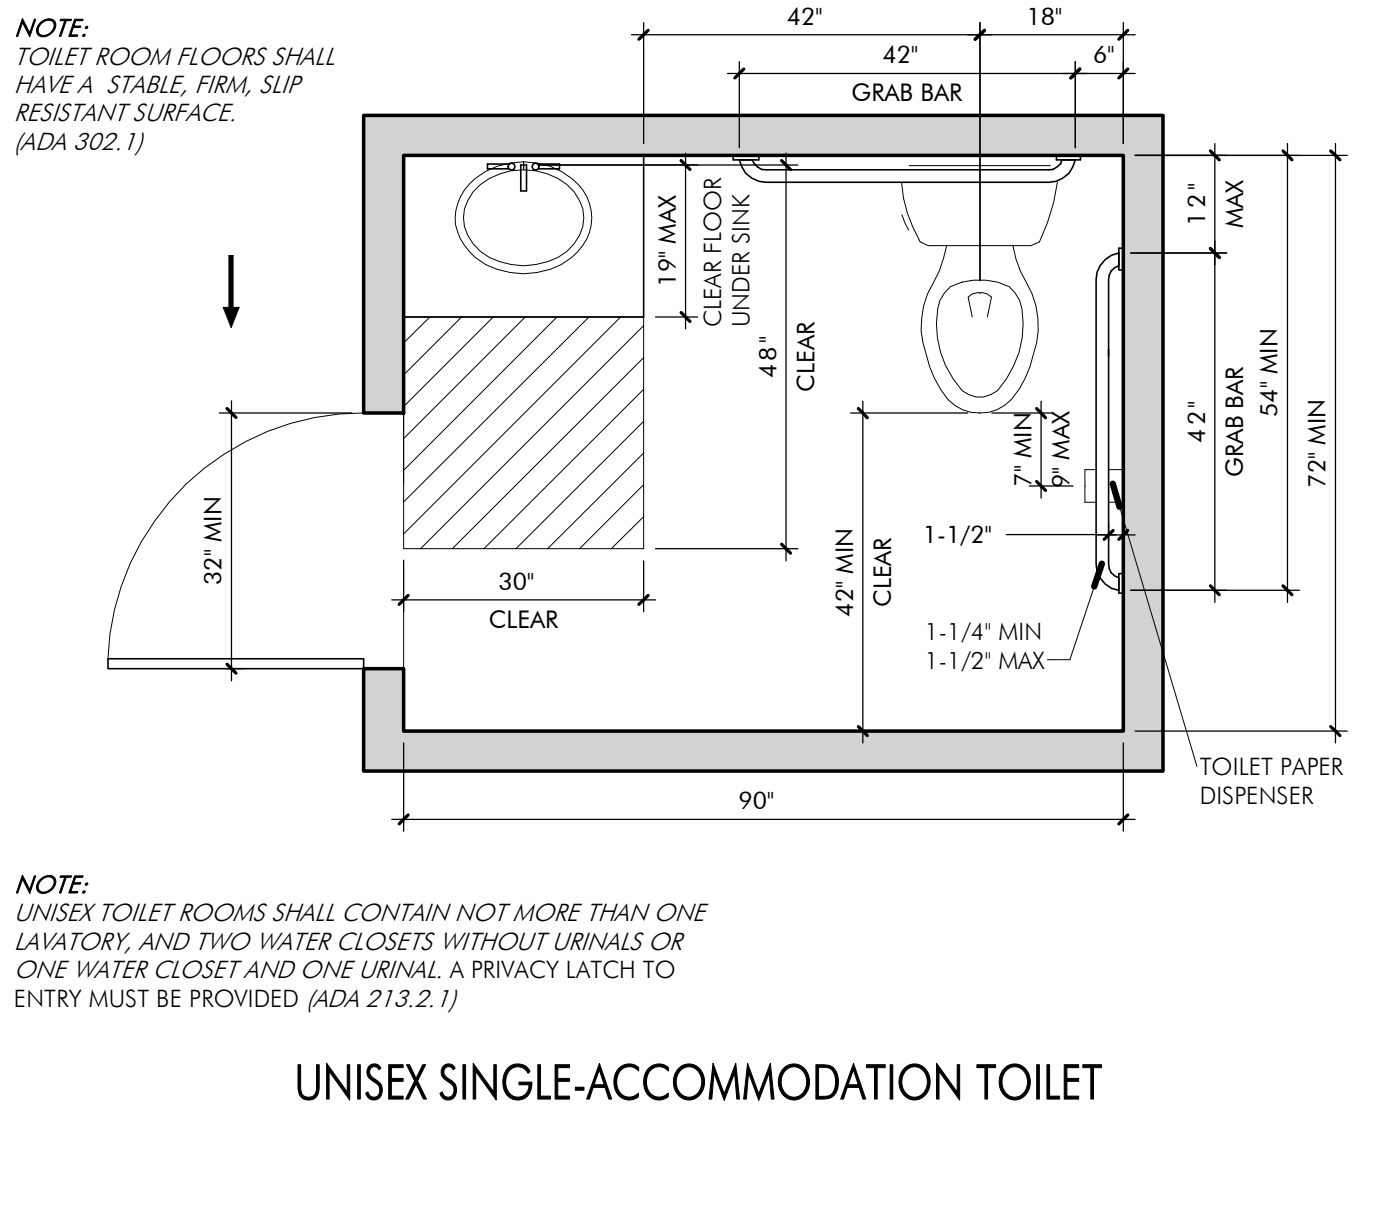 NOTE:
TOILET ROOM FLOORS SHALL
HAVE A STABLE, FIRM, SLIP
RESISTANT SURFACE.
(ADA 302.1)
42"
18"
42"
6"
GRAB BAR
19" MAX
CLEAR FLOOR
UNDER SINK
48"
CLEAR
12"
MAX
42"
GRAB BAR
54" MIN
72" MIN
7" MIN
9" MAX
32" MIN
1-1/2"
42" MIN
CLEAR
30"
CLEAR
1-1/4" MIN
1-1/2" MAX
TOILET PAPER
DISPENSER
90"
NOTE:
UNISEX TOILET ROOMS SHALL CONTAIN NOT MORE THAN ONE
LAVATORY, AND TWO WATER CLOSETS WITHOUT URINALS OR
ONE WATER CLOSET AND ONE URINAL. A PRIVACY LATCH TO
ENTRY MUST BE PROVIDED (ADA 213.2.1)
UNISEX SINGLE-ACCOMMODATION TOILET